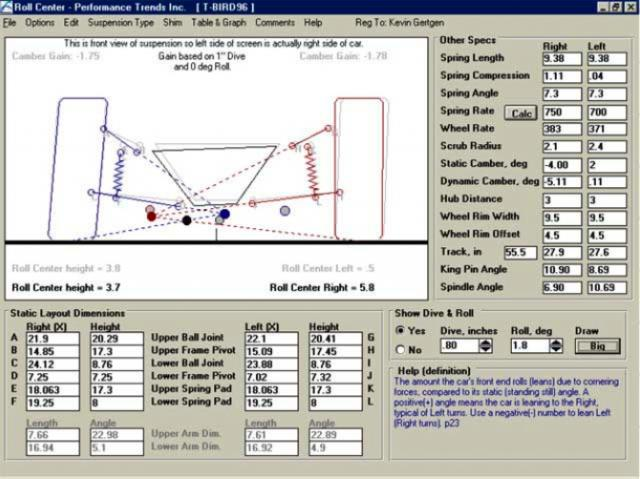 Roll Center - Performance Trends Inc. [ T-BIRD96 ]
File Options Edit Suspension Type Shim Table & Graph Comments Help Reg To: Kevin Gertgen
This is front view of suspension so left side of screen is actually right side of car.
Camber Gain: -1.75 Gain based on 1" Dive Camber Gain: -1.78
and 0 deg Roll.
Roll Center height = 3.8 Roll Center Left = .5
Roll Center height = 3.7 Roll Center Right = 5.8
Other Specs
Right Left
Spring Length 9.38 9.38
Spring Compression 1.11 .04
Spring Angle 7.3 7.3
Spring Rate Calc 750 700
Wheel Rate 383 371
Scrub Radius 2.1 2.4
Static Camber, deg -4.00 2
Dynamic Camber, deg -5.11 .11
Hub Distance 3 3
Wheel Rim Width 9.5 9.5
Wheel Rim Offset 4.5 4.5
Track, in 55.5 27.9 27.6
King Pin Angle 10.90 8.69
Spindle Angle 6.90 10.69
Static Layout Dimensions
Right (X) Height Left (X) Height
A 21.9 20.29 Upper Ball Joint 22.1 20.41 G
B 14.85 17.3 Upper Frame Pivot 15.09 17.45 H
C 24.12 8.76 Lower Ball Joint 23.88 8.76 I
D 7.25 7.25 Lower Frame Pivot 7.02 7.32 J
E 18.063 17.3 Upper Spring Pad 18.063 17.3 K
F 19.25 8 Lower Spring Pad 19.25 8 L
Length Angle Length Angle
7.66 22.98 Upper Arm Dim. 7.61 22.89
16.94 5.1 Lower Arm Dim. 16.92 4.9
Show Dive & Roll
Yes Dive, inches Roll, deg Draw
No .80 1.8 Big
Help (definition)
The amount the car's front end rolls (leans) due to cornering
forces, compared to its static (standing still) angle. A
positive(+) angle means the car is leaning to the Right,
typical of Left turns. Use a negative(-) number to lean Left
(Right turns). p23